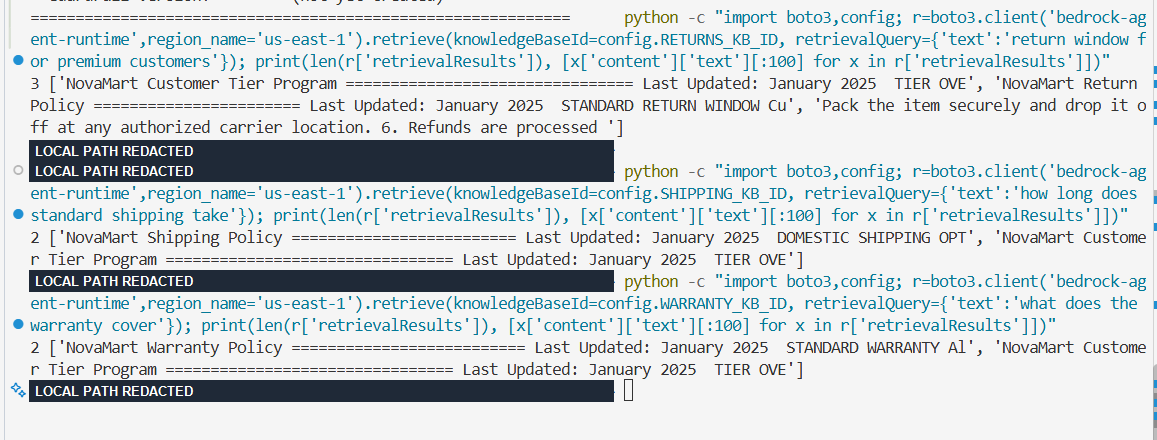 ============================================================      python -c "import boto3,config; r=boto3.client('bedrock-ag
ent-runtime',region_name='us-east-1').retrieve(knowledgeBaseId=config.RETURNS_KB_ID, retrievalQuery={'text':'return window f
or premium customers'}); print(len(r['retrievalResults']), [x['content']['text'][:100] for x in r['retrievalResults']])"
3 ['NovaMart Customer Tier Program ================================ Last Updated: January 2025  TIER OVE', 'NovaMart Return
Policy ======================= Last Updated: January 2025  STANDARD RETURN WINDOW Cu', 'Pack the item securely and drop it o
ff at any authorized carrier location. 6. Refunds are processed ']
LOCAL PATH REDACTED
LOCAL PATH REDACTED python -c "import boto3,config; r=boto3.client('bedrock-ag
ent-runtime',region_name='us-east-1').retrieve(knowledgeBaseId=config.SHIPPING_KB_ID, retrievalQuery={'text':'how long does
standard shipping take'}); print(len(r['retrievalResults']), [x['content']['text'][:100] for x in r['retrievalResults']])"
2 ['NovaMart Shipping Policy ========================= Last Updated: January 2025  DOMESTIC SHIPPING OPT', 'NovaMart Custome
r Tier Program ================================ Last Updated: January 2025  TIER OVE']
LOCAL PATH REDACTED python -c "import boto3,config; r=boto3.client('bedrock-ag
ent-runtime',region_name='us-east-1').retrieve(knowledgeBaseId=config.WARRANTY_KB_ID, retrievalQuery={'text':'what does the
warranty cover'}); print(len(r['retrievalResults']), [x['content']['text'][:100] for x in r['retrievalResults']])"
2 ['NovaMart Warranty Policy ========================== Last Updated: January 2025  STANDARD WARRANTY Al', 'NovaMart Custome
r Tier Program ================================ Last Updated: January 2025  TIER OVE']
LOCAL PATH REDACTED